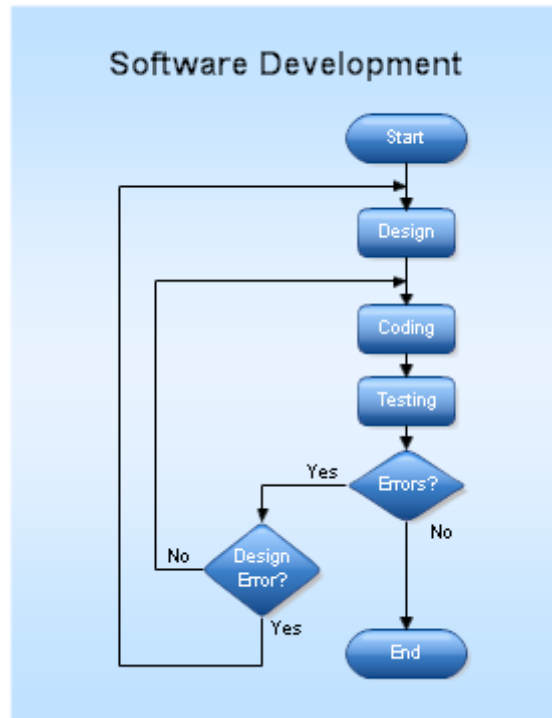 Software Development
Start
Design
Coding
Testing
Yes
Errors?
No
No
Design
Error?
Yes
End